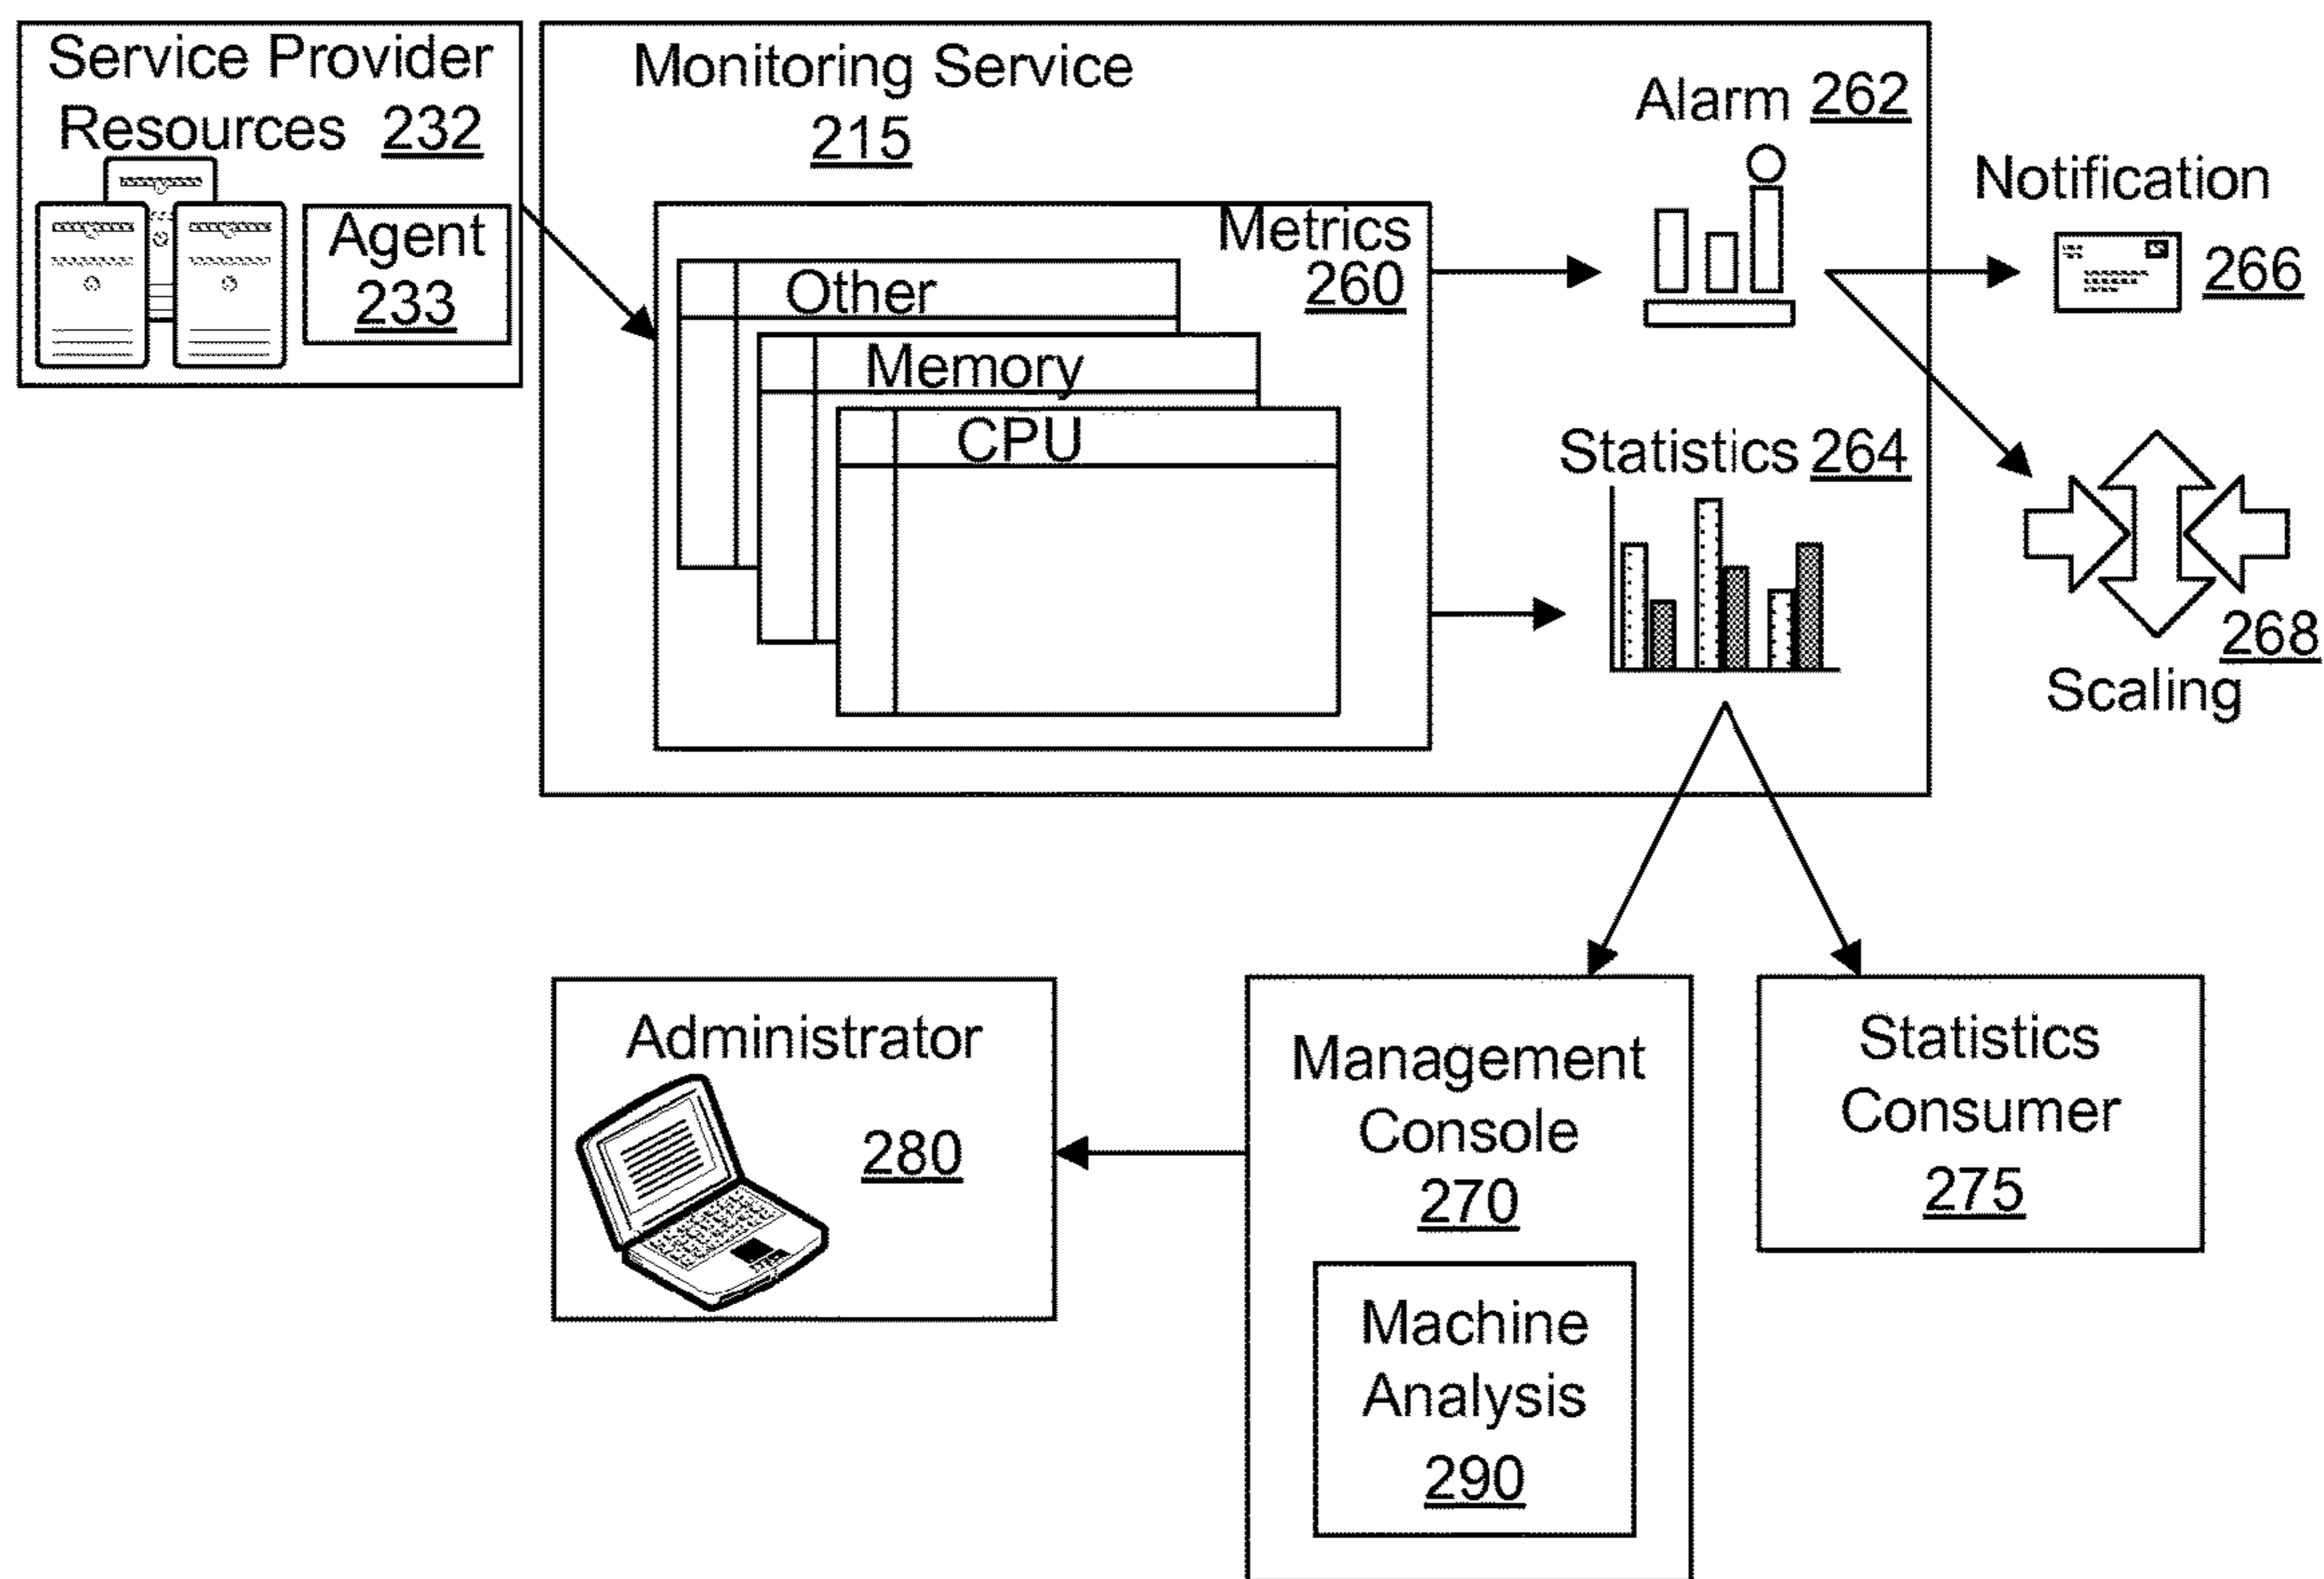 Service Provider
Resources 232
Agent
233
Monitoring Service
215
Metrics
260
Other
Memory
CPU
Alarm 262
Statistics 264
Notification
266
268
Scaling
Administrator
280
Management
Console
270
Machine
Analysis
290
Statistics
Consumer
275